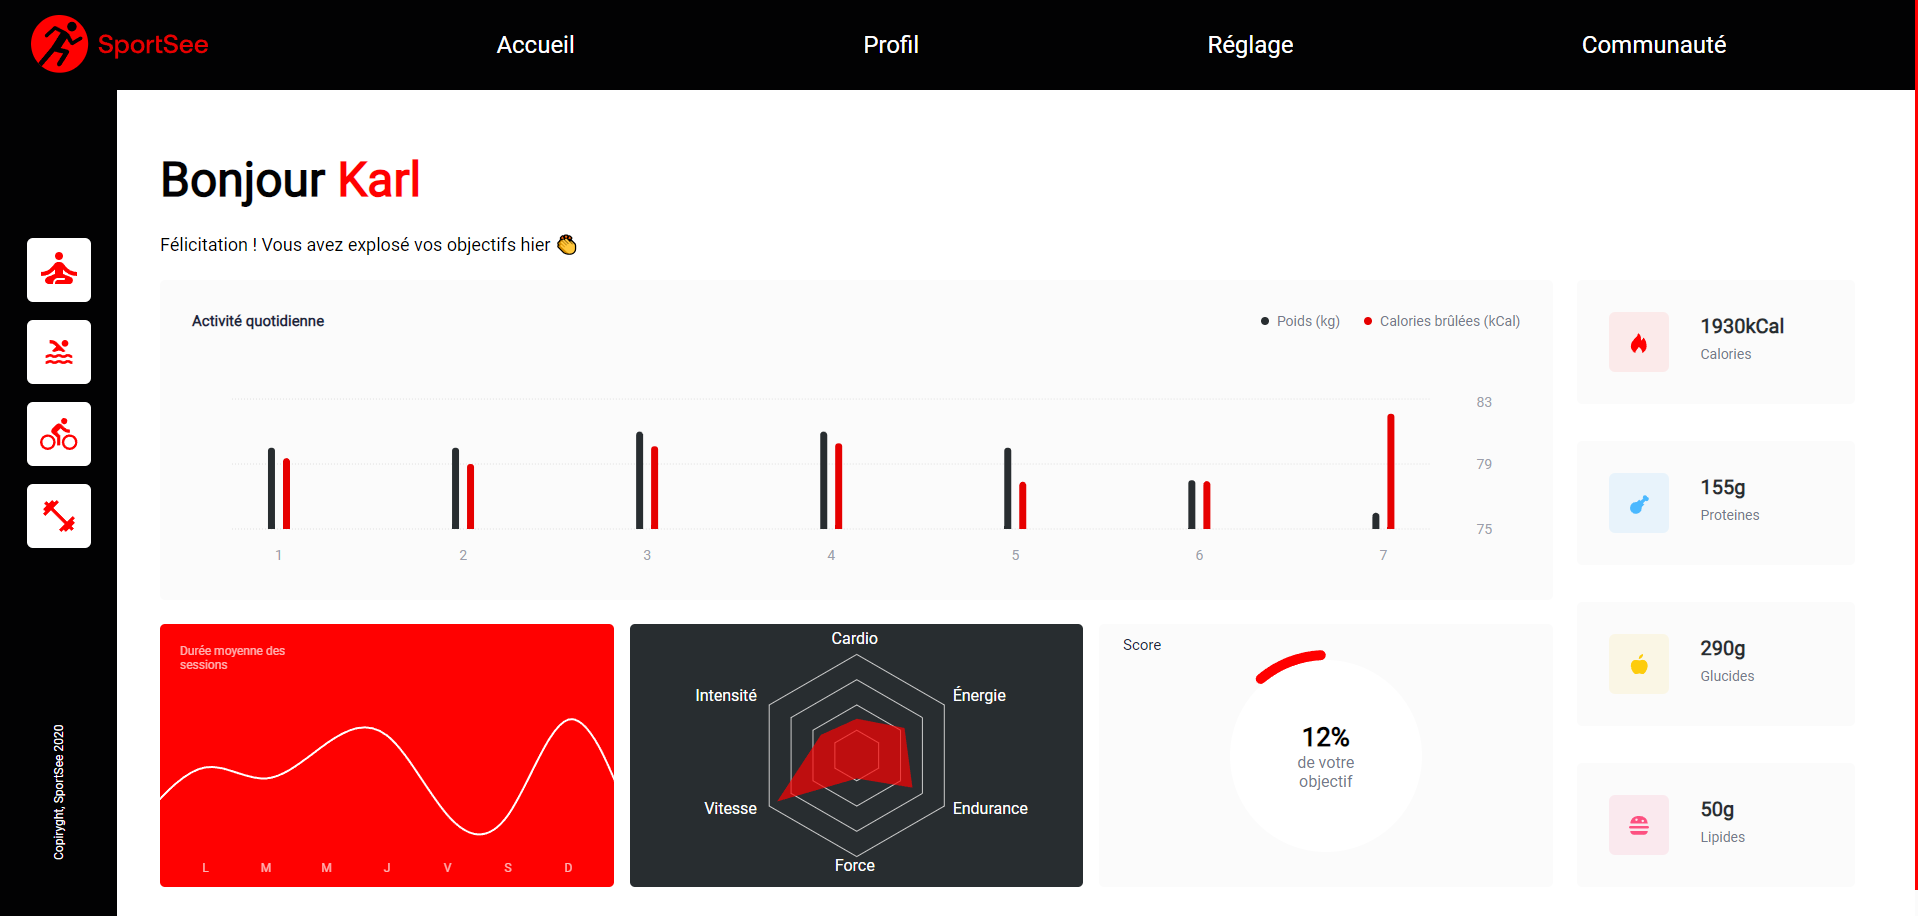 SportSee
Accueil
Profil
Réglage
Communauté
Bonjour Karl
Félicitation ! Vous avez explosé vos objectifs hier 👏
Activité quotidienne
Poids (kg)
Calories brûlées (kCal)
83
79
75
1
2
3
4
5
6
7
1930kCal
Calories
155g
Proteines
290g
Glucides
50g
Lipides
Durée moyenne des
sessions
L
M
M
J
V
S
D
Cardio
Énergie
Endurance
Force
Vitesse
Intensité
Score
12%
de votre
objectif
Copiryght, SportSee 2020